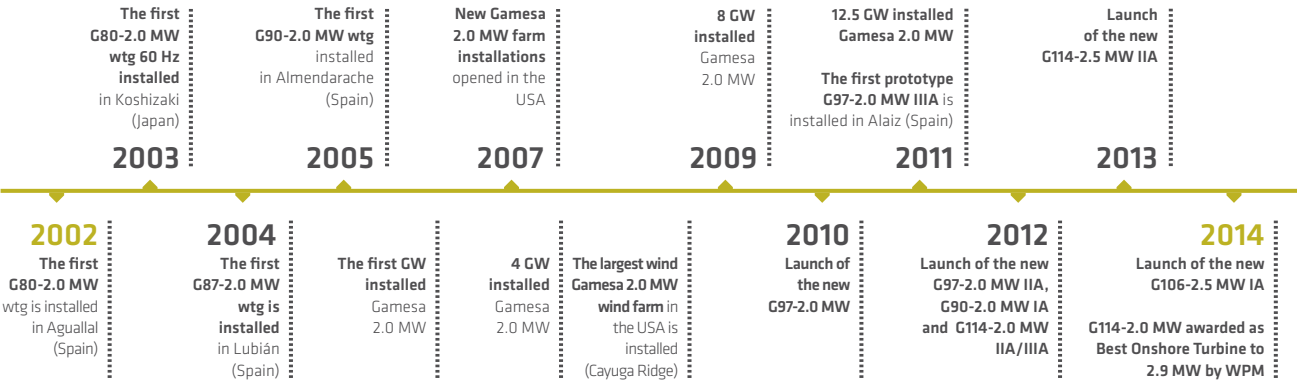 The first
G80-2.0 MW
wtg 60 Hz
installed
in Koshizaki
(Japan)
2003
The first
G90-2.0 MW wtg
installed
in Almendarache
(Spain)
2005
New Gamesa
2.0 MW farm
installations
opened in the
USA
2007
8 GW
installed
Gamesa
2.0 MW
2009
12.5 GW installed
Gamesa 2.0 MW
The first prototype
G97-2.0 MW IIIA is
installed in Alaiz (Spain)
2011
Launch
of the new
G114-2.5 MW IIA
2013
2002
The first
G80-2.0 MW
wtg is installed
in Aguallal
(Spain)
2004
The first
G87-2.0 MW
wtg is
installed
in Lubián
(Spain)
The first GW
installed
Gamesa
2.0 MW
4 GW
installed
Gamesa
2.0 MW
The largest wind
Gamesa 2.0 MW
wind farm in
the USA is
installed
(Cayuga Ridge)
2010
Launch of
the new
G97-2.0 MW
2012
Launch of the new
G97-2.0 MW IIA,
G90-2.0 MW IA
and G114-2.0 MW
IIA/IIIA
2014
Launch of the new
G106-2.5 MW IA
G114-2.0 MW awarded as
Best Onshore Turbine to
2.9 MW by WPM